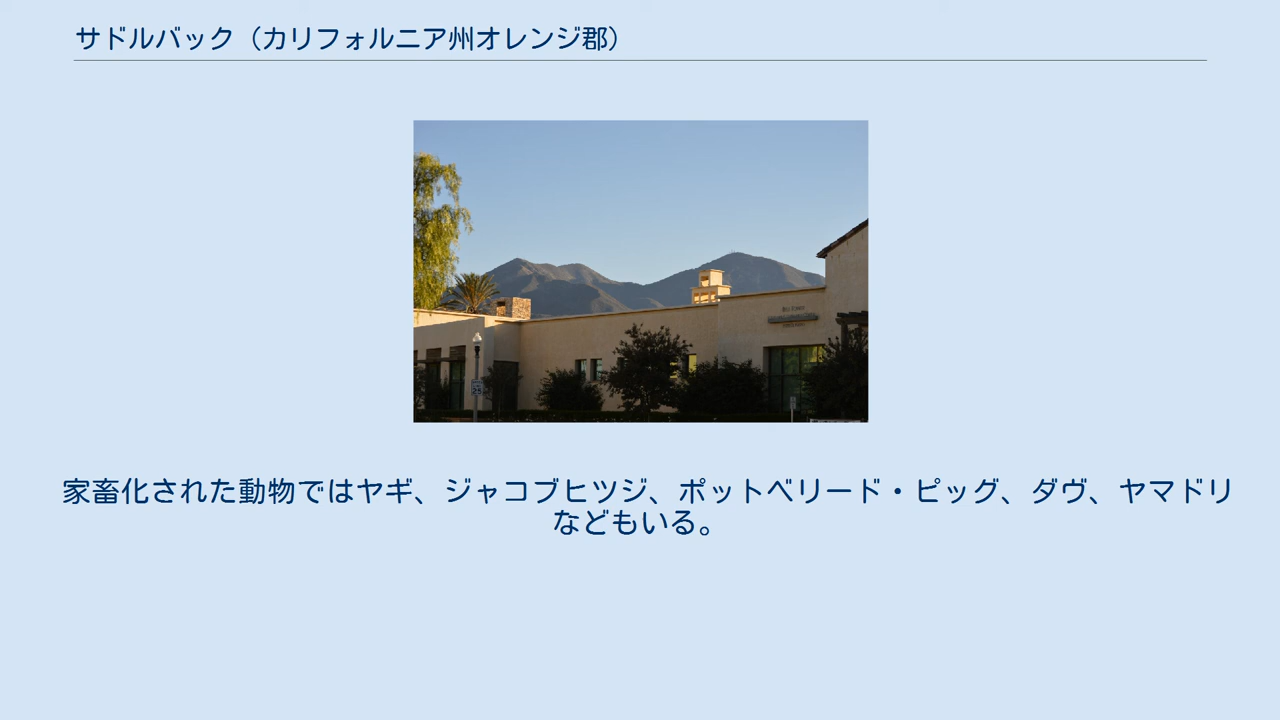 サドルバック（カリフォルニア州オレンジ郡）
家畜化された動物ではヤギ、ジャコブヒツジ、ポットベリード・ピッグ、ダヴ、ヤマドリ
などもいる。